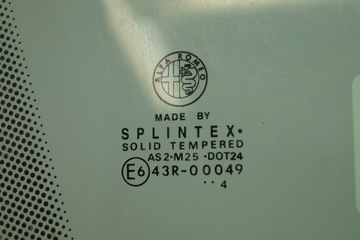 ALFA ROMEO
MADE BY
SPLINTEX•
SOLID TEMPERED
AS2•M25 •DOT24
E6 43R-00049
•• 4